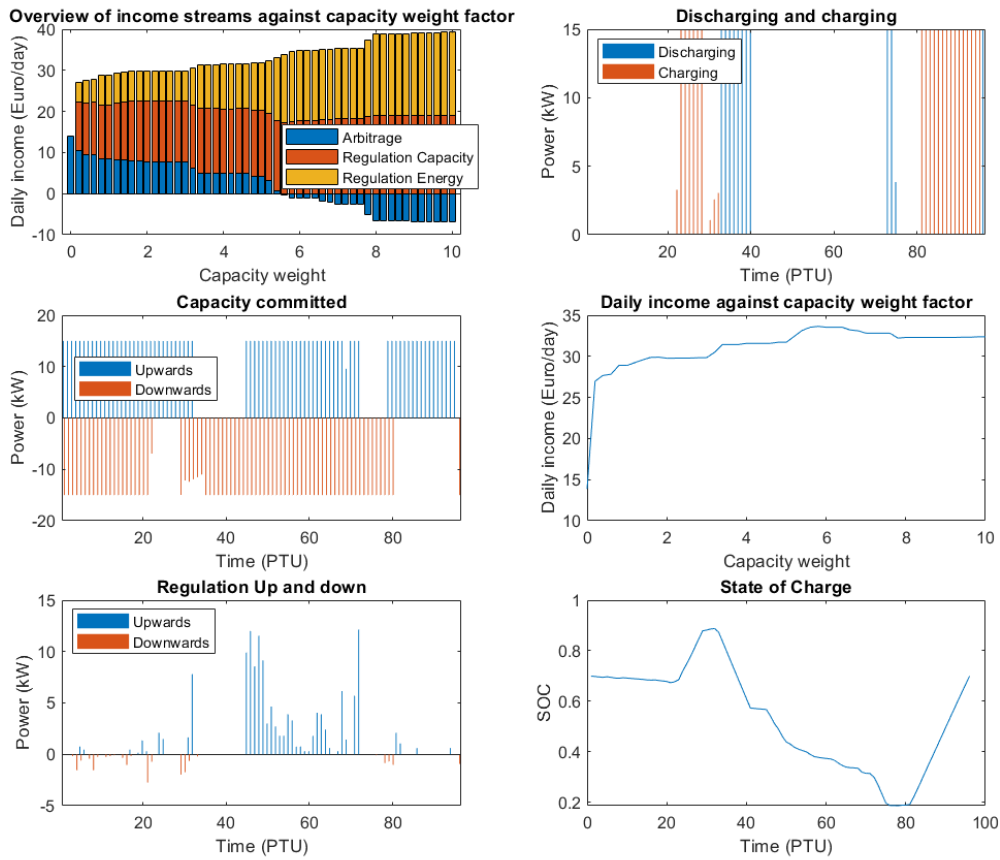 Overview of income streams against capacity weight factor
Daily income (Euro/day)
40
30
20
10
0
-10
0
2
4
6
8
10
Capacity weight
Arbitrage
Regulation Capacity
Regulation Energy
Discharging and charging
Power (kW)
15
10
5
0
20
40
60
80
Time (PTU)
Discharging
Charging
Capacity committed
Power (kW)
20
10
0
-10
-20
20
40
60
80
Time (PTU)
Upwards
Downwards
Daily income against capacity weight factor
Daily income (Euro/day)
35
30
25
20
15
10
0
2
4
6
8
10
Capacity weight
Regulation Up and down
Power (kW)
15
10
5
0
-5
20
40
60
80
Time (PTU)
Upwards
Downwards
State of Charge
SOC
1
0.8
0.6
0.4
0.2
0
20
40
60
80
100
Time (PTU)